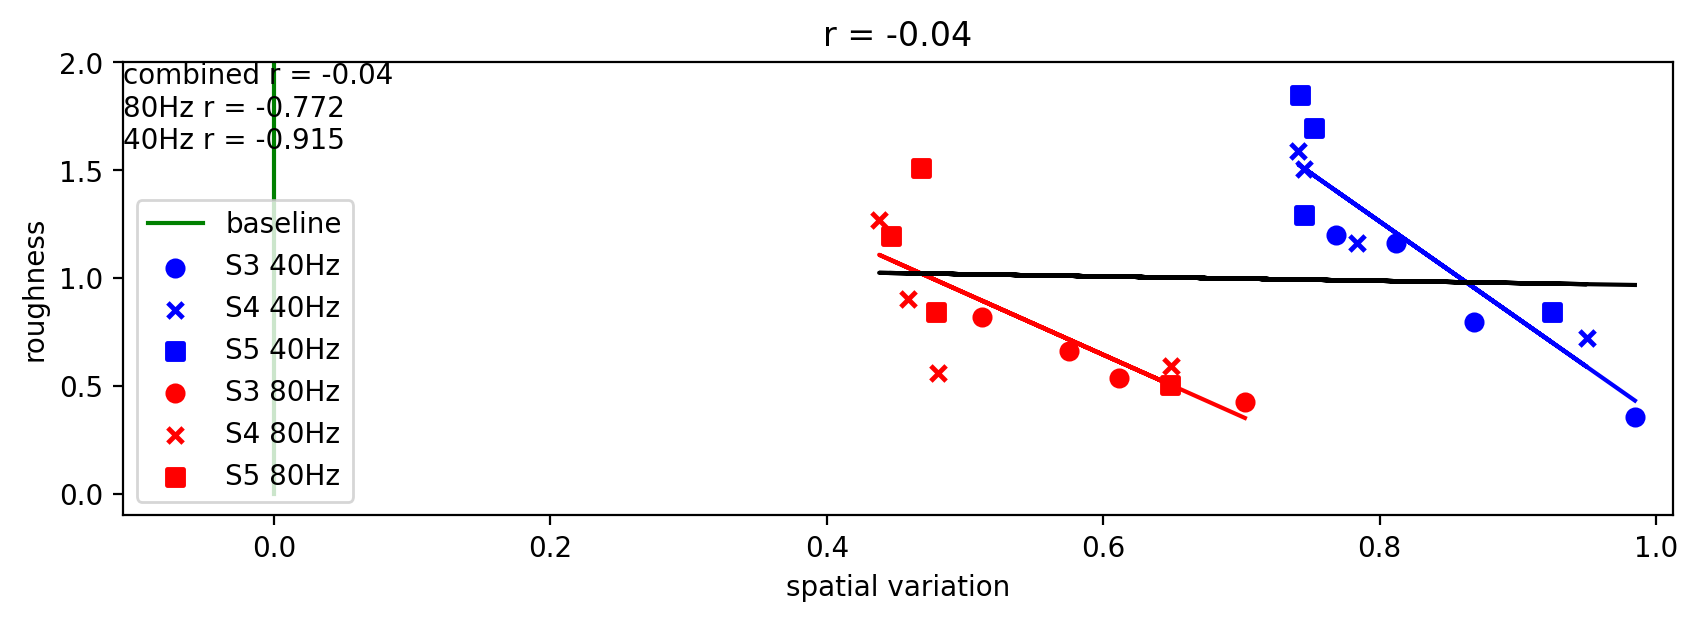 r = -0.04
combined r = -0.04
80Hz r = -0.772
40Hz r = -0.915
2.0
1.5
1.0
0.5
0.0
roughness
baseline
S3 40Hz
S4 40Hz
S5 40Hz
S3 80Hz
S4 80Hz
S5 80Hz
0.0 0.2 0.4 0.6 0.8 1.0
spatial variation